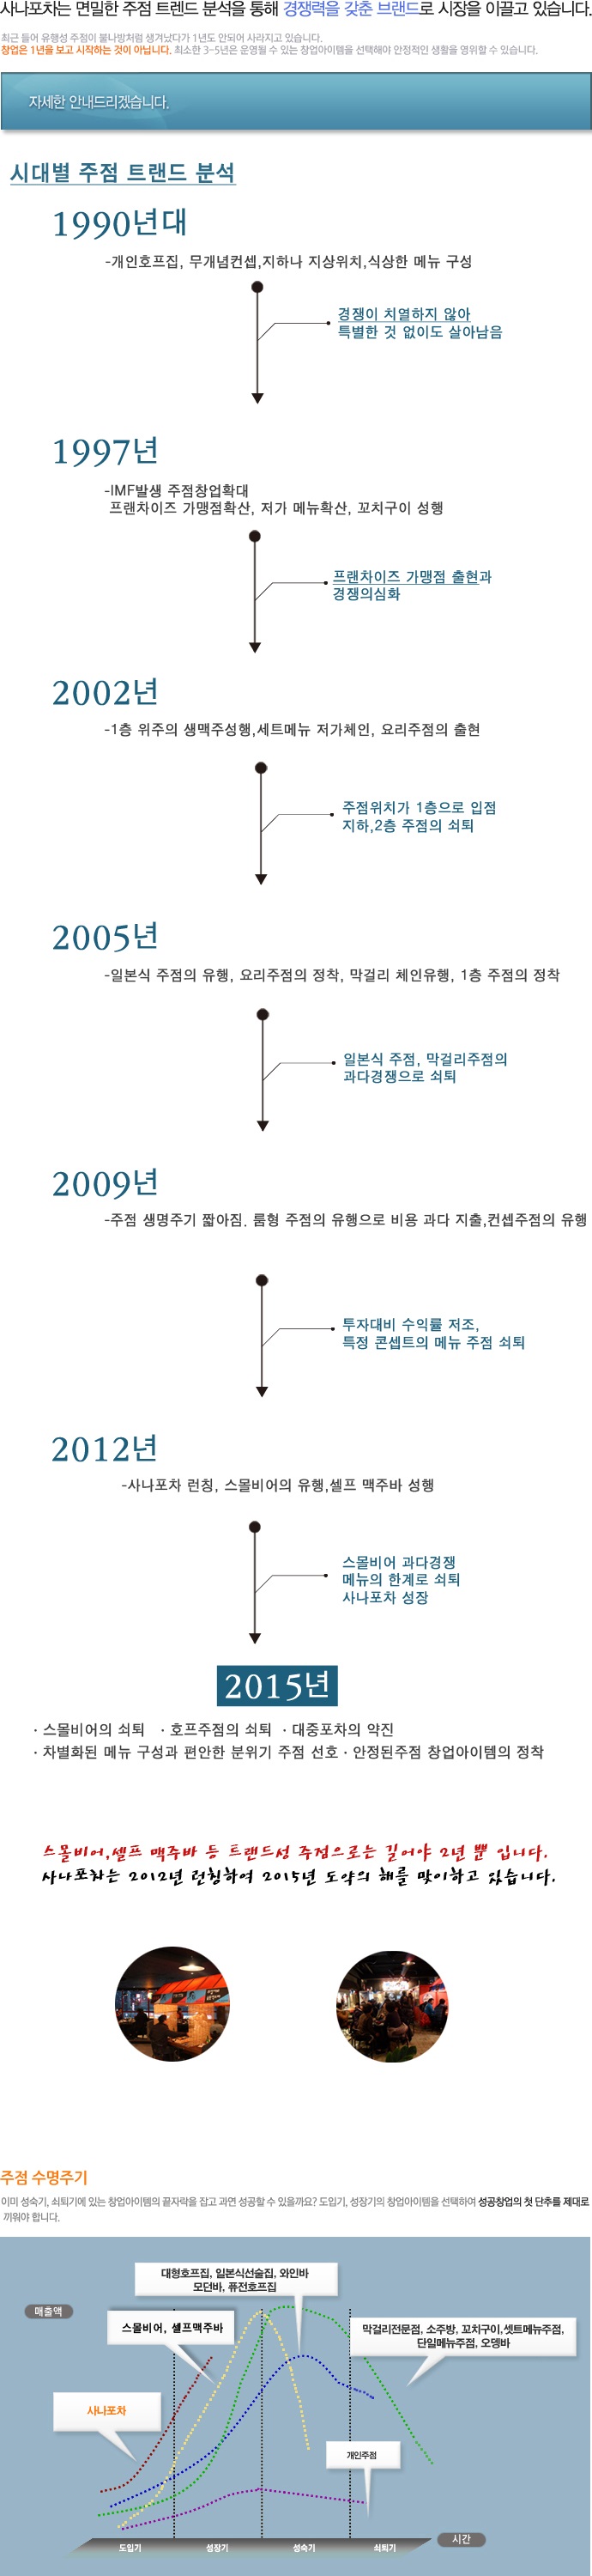 사나포차는 면밀한 주점 트렌드 분석을 통해 경쟁력을 갖춘 브랜드로 시장을 이끌고 있습니다.
최근 들어 유행성 주점이 불나방처럼 생겨났다가 1년도 안되어 사라지고 있습니다.
창업은 1년을 보고 시작하는 것이 아닙니다. 최소한 3~5년은 운영될 수 있는 창업아이템을 선택해야 안정적인 생활을 영위할 수 있습니다.
자세한 안내드리겠습니다.
시대별 주점 트랜드 분석
1990년대
-개인호프집, 무개념컨셉,지하나 지상위치,식상한 메뉴 구성
경쟁이 치열하지 않아
특별한 것 없이도 살아남음
1997년
-IMF발생 주점창업확대
프랜차이즈 가맹점확산, 저가 메뉴확산, 꼬치구이 성행
프랜차이즈 가맹점 출현과
경쟁의심화
2002년
-1층 위주의 생맥주성행,세트메뉴 저가체인, 요리주점의 출현
주점위치가 1층으로 입점
지하,2층 주점의 쇠퇴
2005년
-일본식 주점의 유행, 요리주점의 정착, 막걸리 체인유행, 1층 주점의 정착
일본식 주점, 막걸리주점의
과다경쟁으로 쇠퇴
2009년
-주점 생명주기 짧아짐. 룸형 주점의 유행으로 비용 과다 지출,컨셉주점의 유행
투자대비 수익률 저조,
특정 콘셉트의 메뉴 주점 쇠퇴
2012년
-사나포차 런칭, 스몰비어의 유행,셀프 맥주바 성행
스몰비어 과다경쟁
메뉴의 한계로 쇠퇴
사나포차 성장
2015년
· 스몰비어의 쇠퇴 · 호프주점의 쇠퇴 · 대중포차의 약진
· 차별화된 메뉴 구성과 편안한 분위기 주점 선호 · 안정된주점 창업아이템의 정착
스몰비어,셀프 맥주바 등 트랜드성 주점으로는 길어야 2년 뿐 입니다.
사나포차는 2012년 런칭하여 2015년 도약의 해를 맞이하고 있습니다.
주점 수명주기
이미 성숙기, 쇠퇴기에 있는 창업아이템의 끝자락을 잡고 과연 성공할 수 있을까요? 도입기, 성장기의 창업아이템을 선택하여 성공창업의 첫 단추를 제대로
끼워야 합니다.
대형호프집, 일본식선술집, 와인바
모던바, 퓨전호프집
매출액
스몰비어, 셀프맥주바
막걸리전문점, 소주방, 꼬치구이,셋트메뉴주점,
단일메뉴주점, 오뎅바
사나포차
개인주점
시간
도입기 성장기 성숙기 쇠퇴기